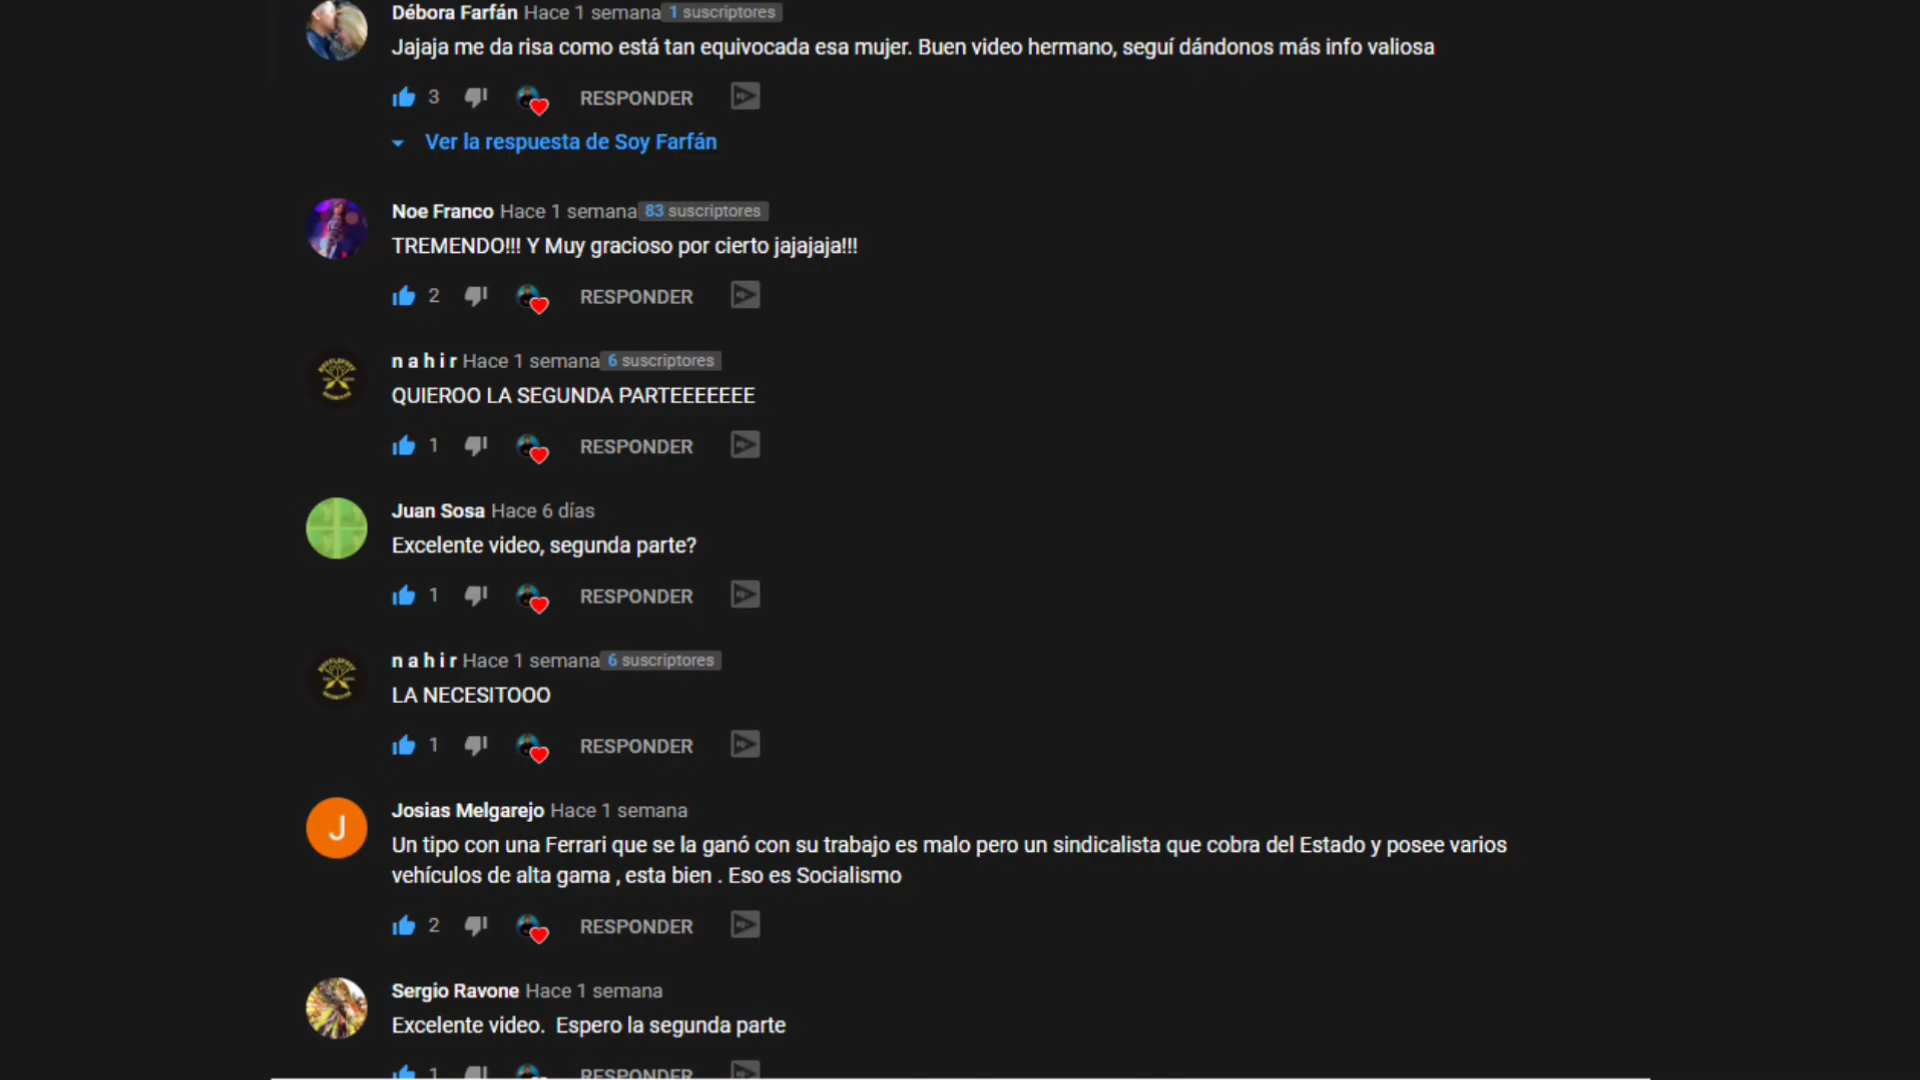 Débora Farfán Hace 1 semana 1 suscriptores
Jajaja me da risa como está tan equivocada esa mujer. Buen video hermano, seguí dándonos más info valiosa
3 RESPONDER
Ver la respuesta de Soy Farfán
Noe Franco Hace 1 semana 83 suscriptores
TREMENDO!!! Y Muy gracioso por cierto jajajaja!!!
2 RESPONDER
n a h i r Hace 1 semana 6 suscriptores
QUIEROO LA SEGUNDA PARTEEEEEEE
1 RESPONDER
Juan Sosa Hace 6 días
Excelente video, segunda parte?
1 RESPONDER
n a h i r Hace 1 semana 6 suscriptores
LA NECESITOOO
1 RESPONDER
J
Josias Melgarejo Hace 1 semana
Un tipo con una Ferrari que se la ganó con su trabajo es malo pero un sindicalista que cobra del Estado y posee varios
vehículos de alta gama , esta bien . Eso es Socialismo
2 RESPONDER
Sergio Ravone Hace 1 semana
Excelente video.  Espero la segunda parte
1 RESPONDER